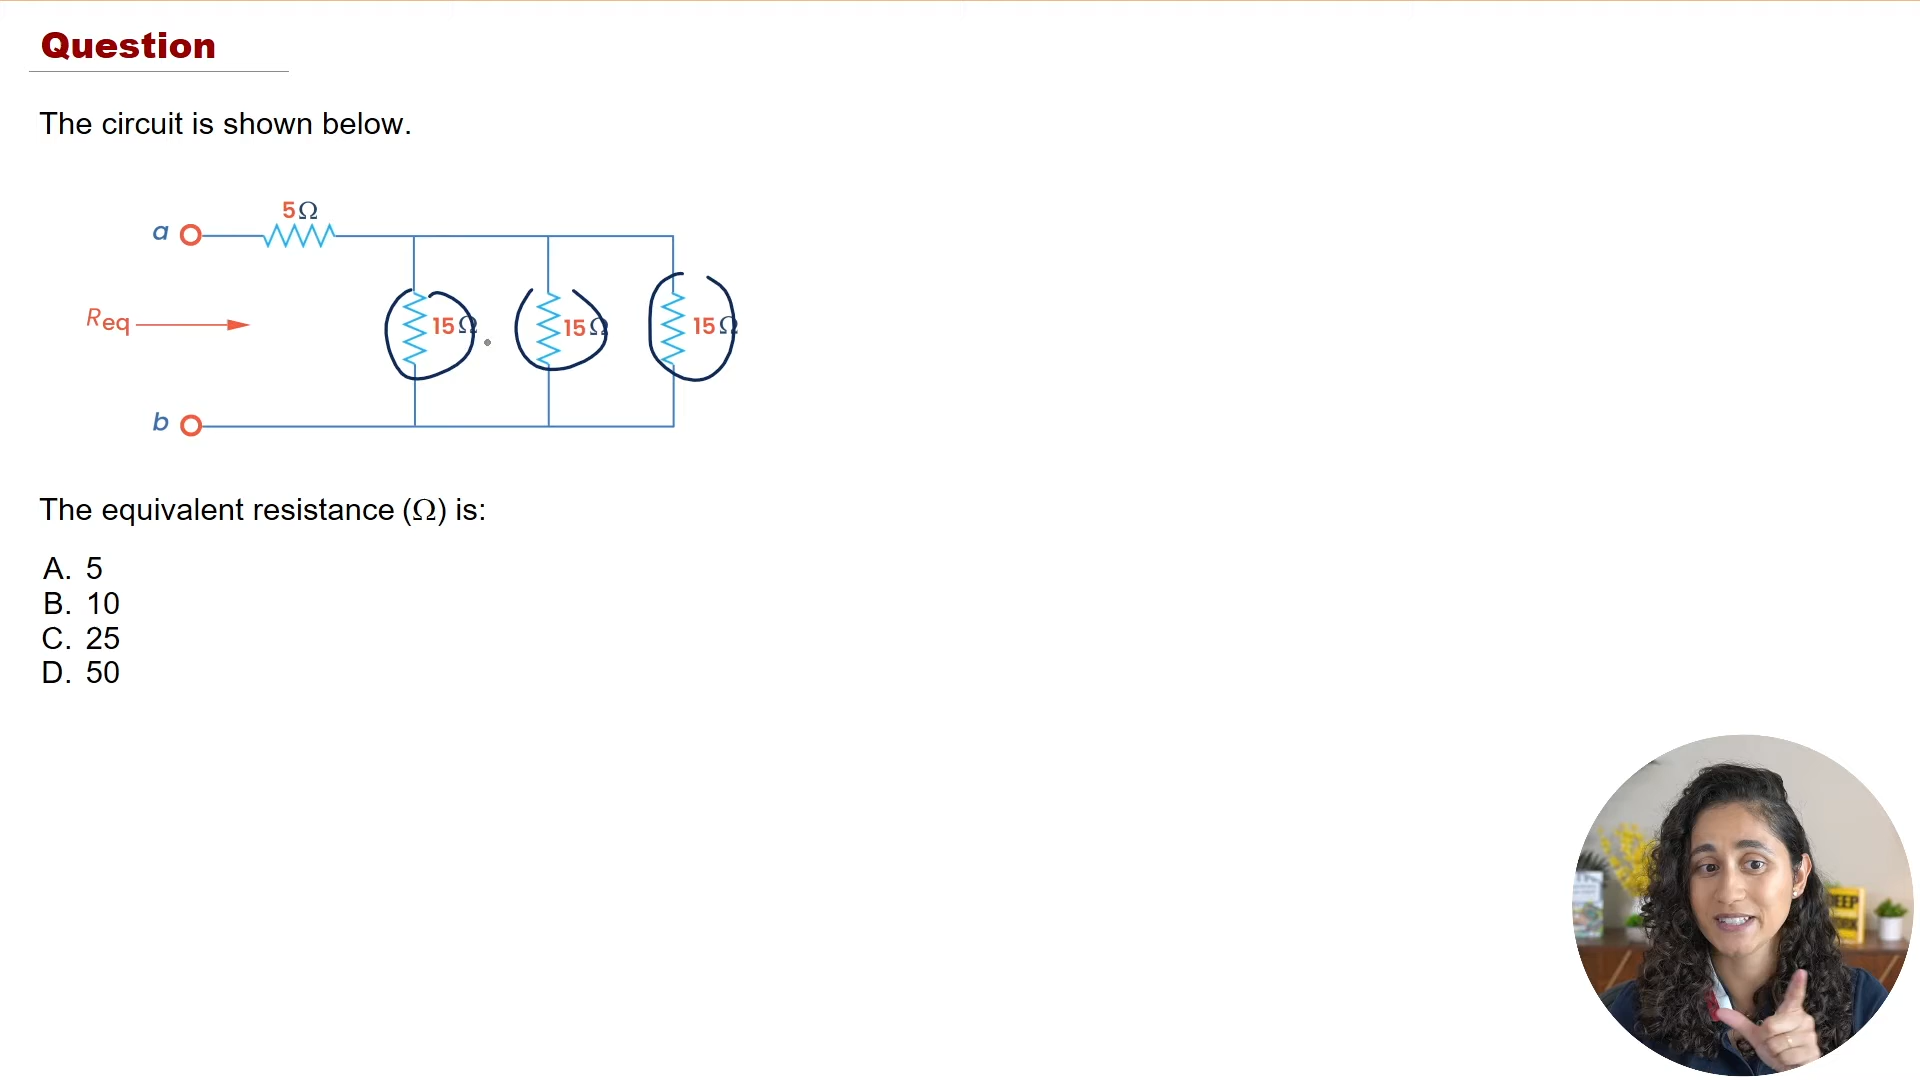 Question
The circuit is shown below.
5Ω
a
Req
15Ω
15Ω
15Ω
b
The equivalent resistance (Ω) is:
A. 5
B. 10
C. 25
D. 50